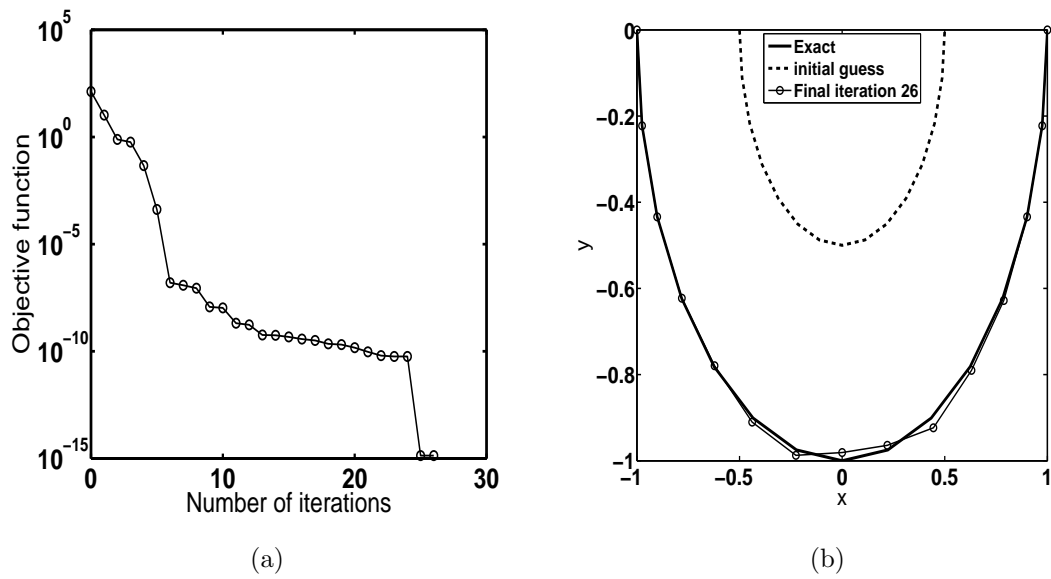 10^5
10^0
10^−5
10^−10
10^−15
Objective function
0 10 20 30
Number of iterations
(a)
0
−0.2
−0.4
−0.6
−0.8
−1
y
Exact
initial guess
Final iteration 26
−1 −0.5 0 0.5 1
x
(b)